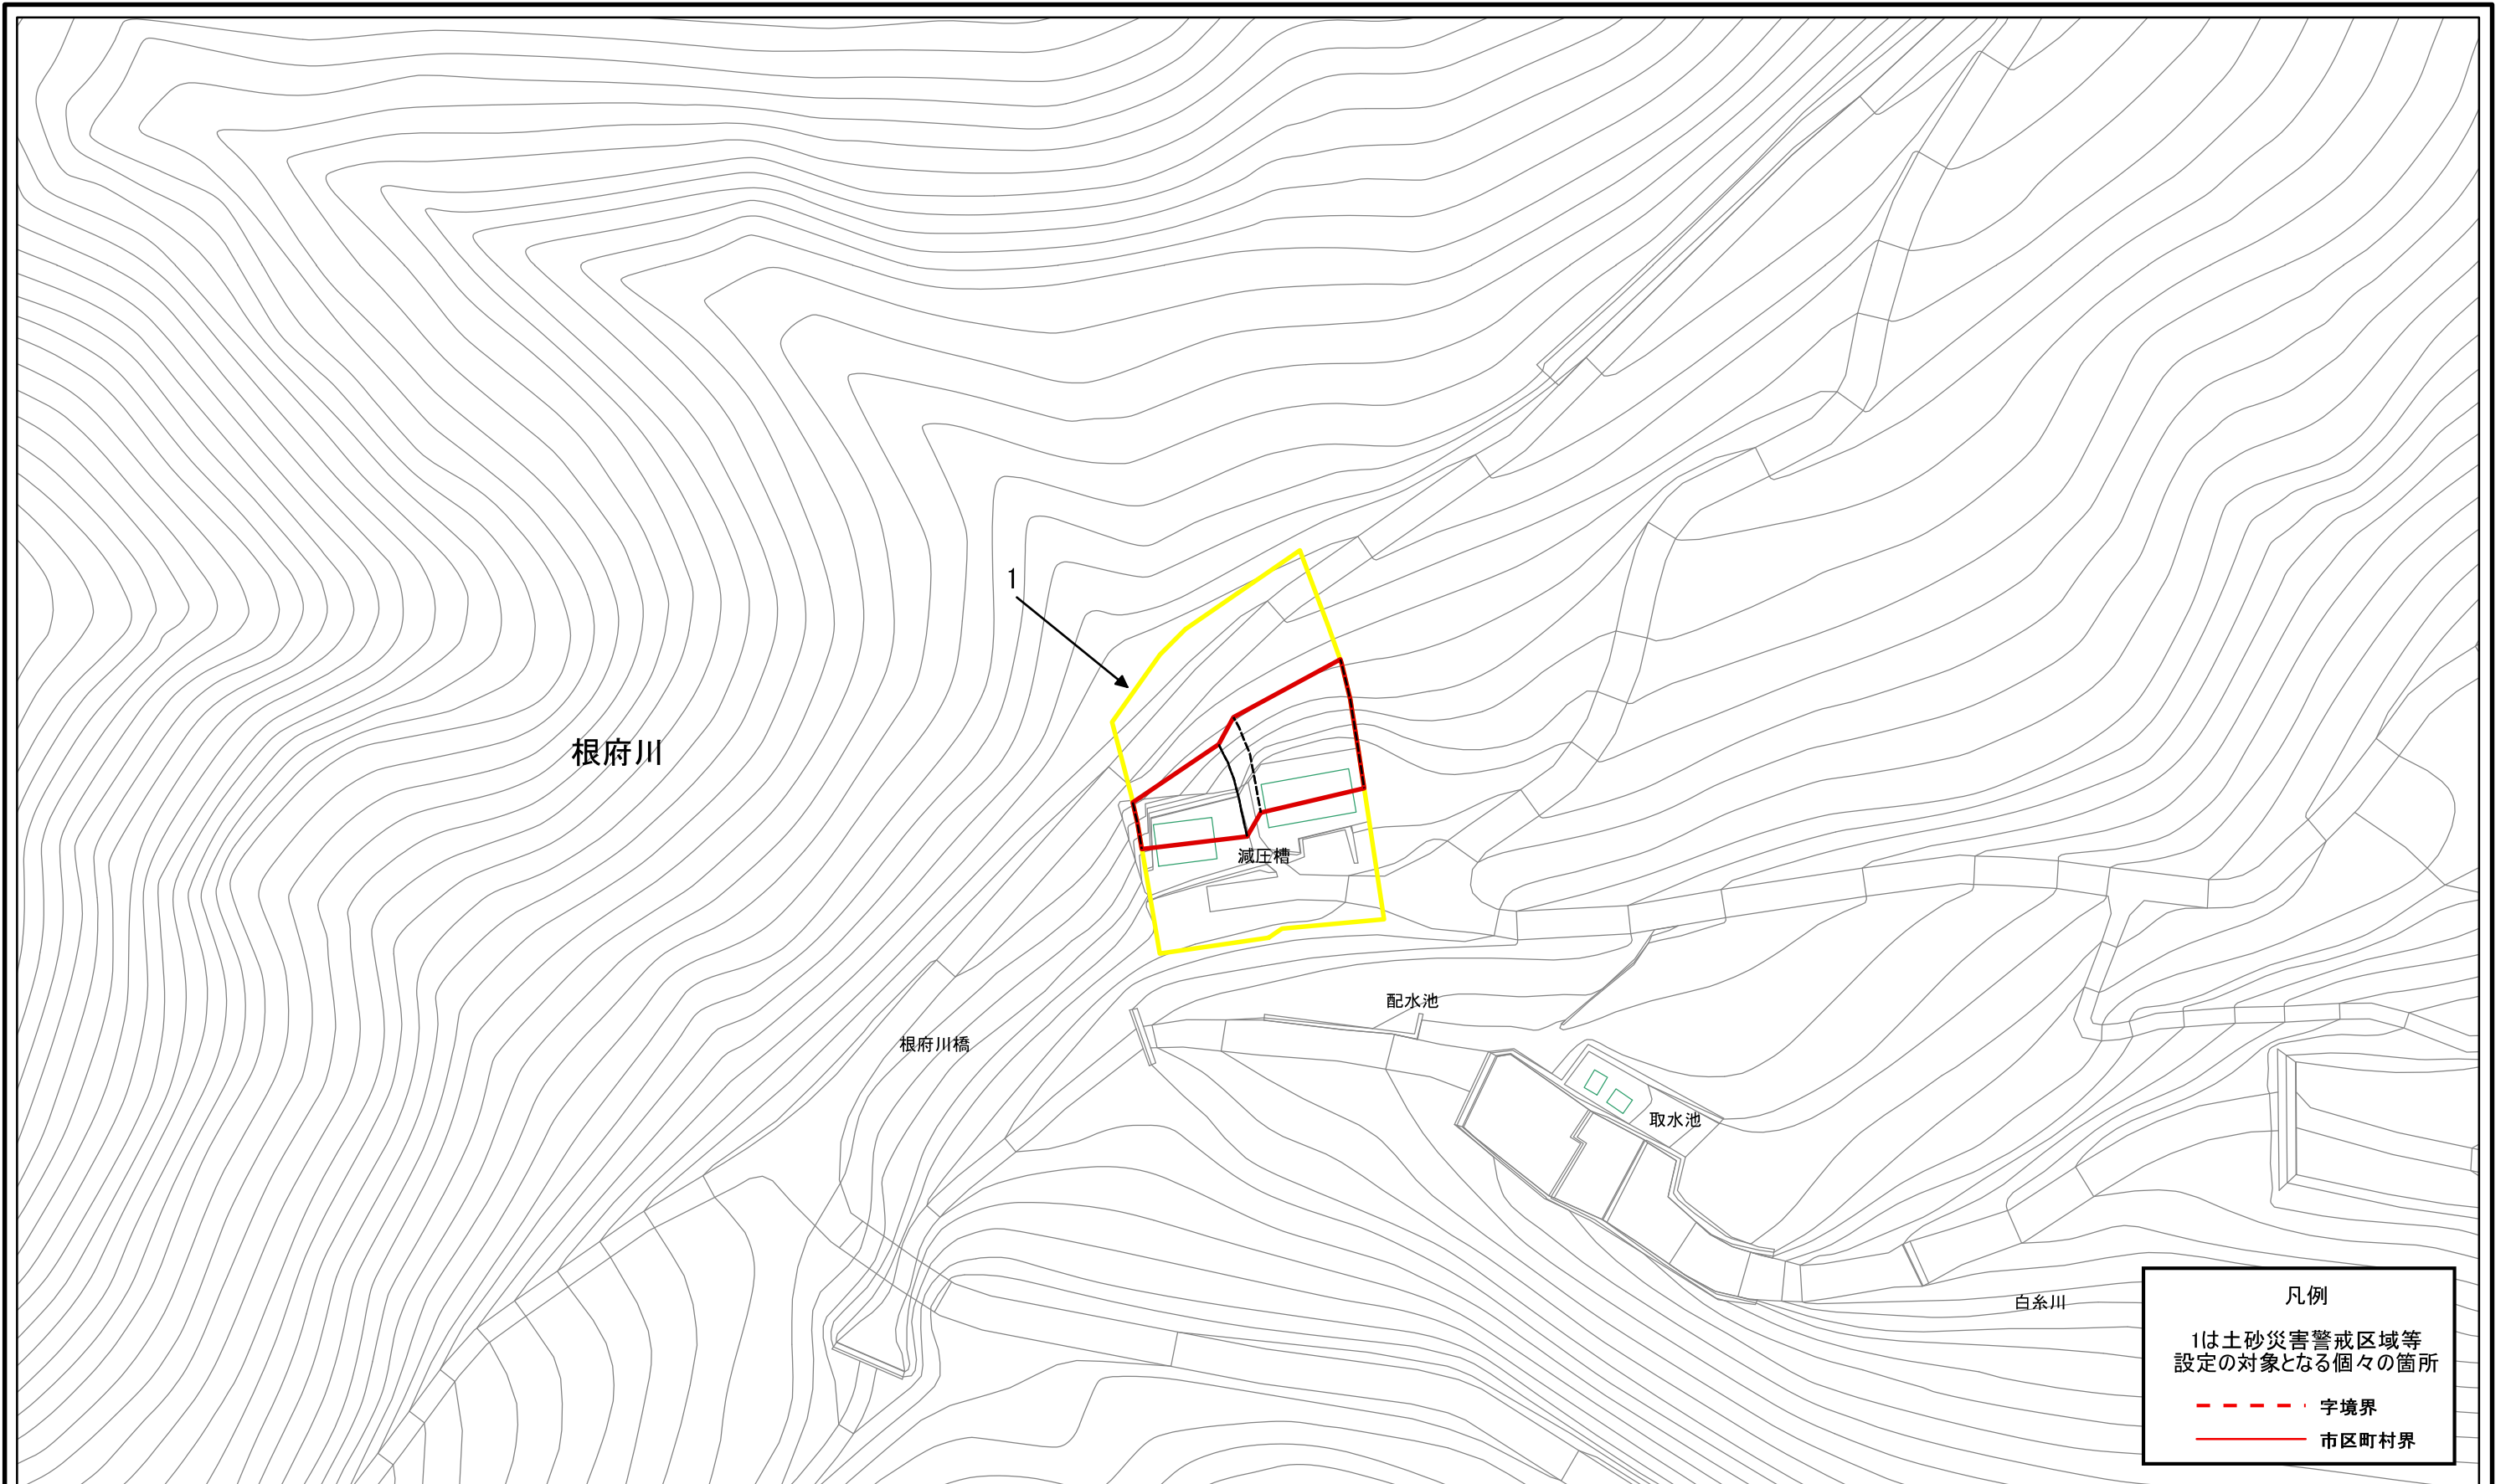 1
根府川
減圧槽
配水池
根府川橋
取水池
白糸川
凡例
1は土砂災害警戒区域等
設定の対象となる個々の箇所
字境界
市区町村界